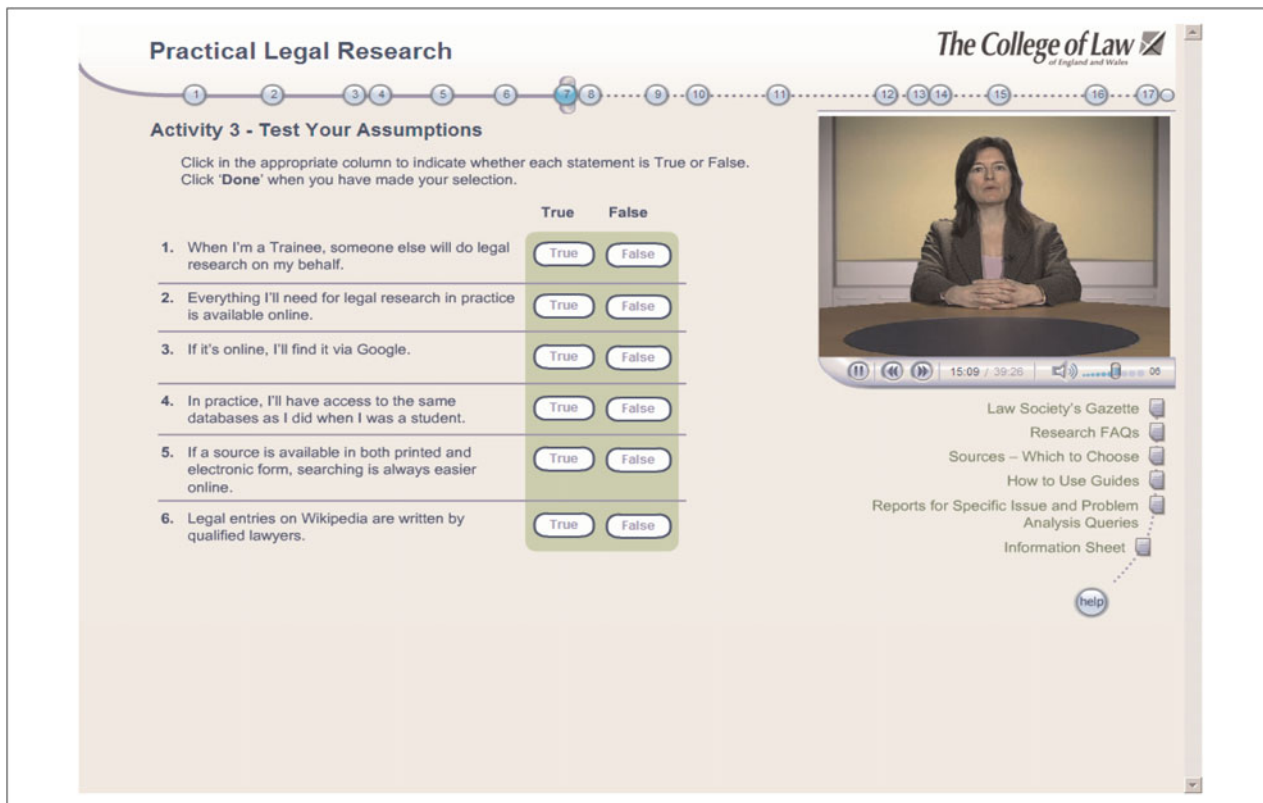 Practical Legal Research
The College of Law
of England and Wales
1 2 3 4 5 6 7 8 9 10 11 12 13 14 15 16 17
Activity 3 - Test Your Assumptions
Click in the appropriate column to indicate whether each statement is True or False.
Click ‘Done’ when you have made your selection.
True False
1. When I'm a Trainee, someone else will do legal
research on my behalf.
True False
2. Everything I'll need for legal research in practice
is available online.
True False
3. If it's online, I'll find it via Google.
True False
4. In practice, I'll have access to the same
databases as I did when I was a student.
True False
5. If a source is available in both printed and
electronic form, searching is always easier
online.
True False
6. Legal entries on Wikipedia are written by
qualified lawyers.
True False
15:09 / 39:26 06
Law Society's Gazette
Research FAQs
Sources – Which to Choose
How to Use Guides
Reports for Specific Issue and Problem
Analysis Queries
Information Sheet
help